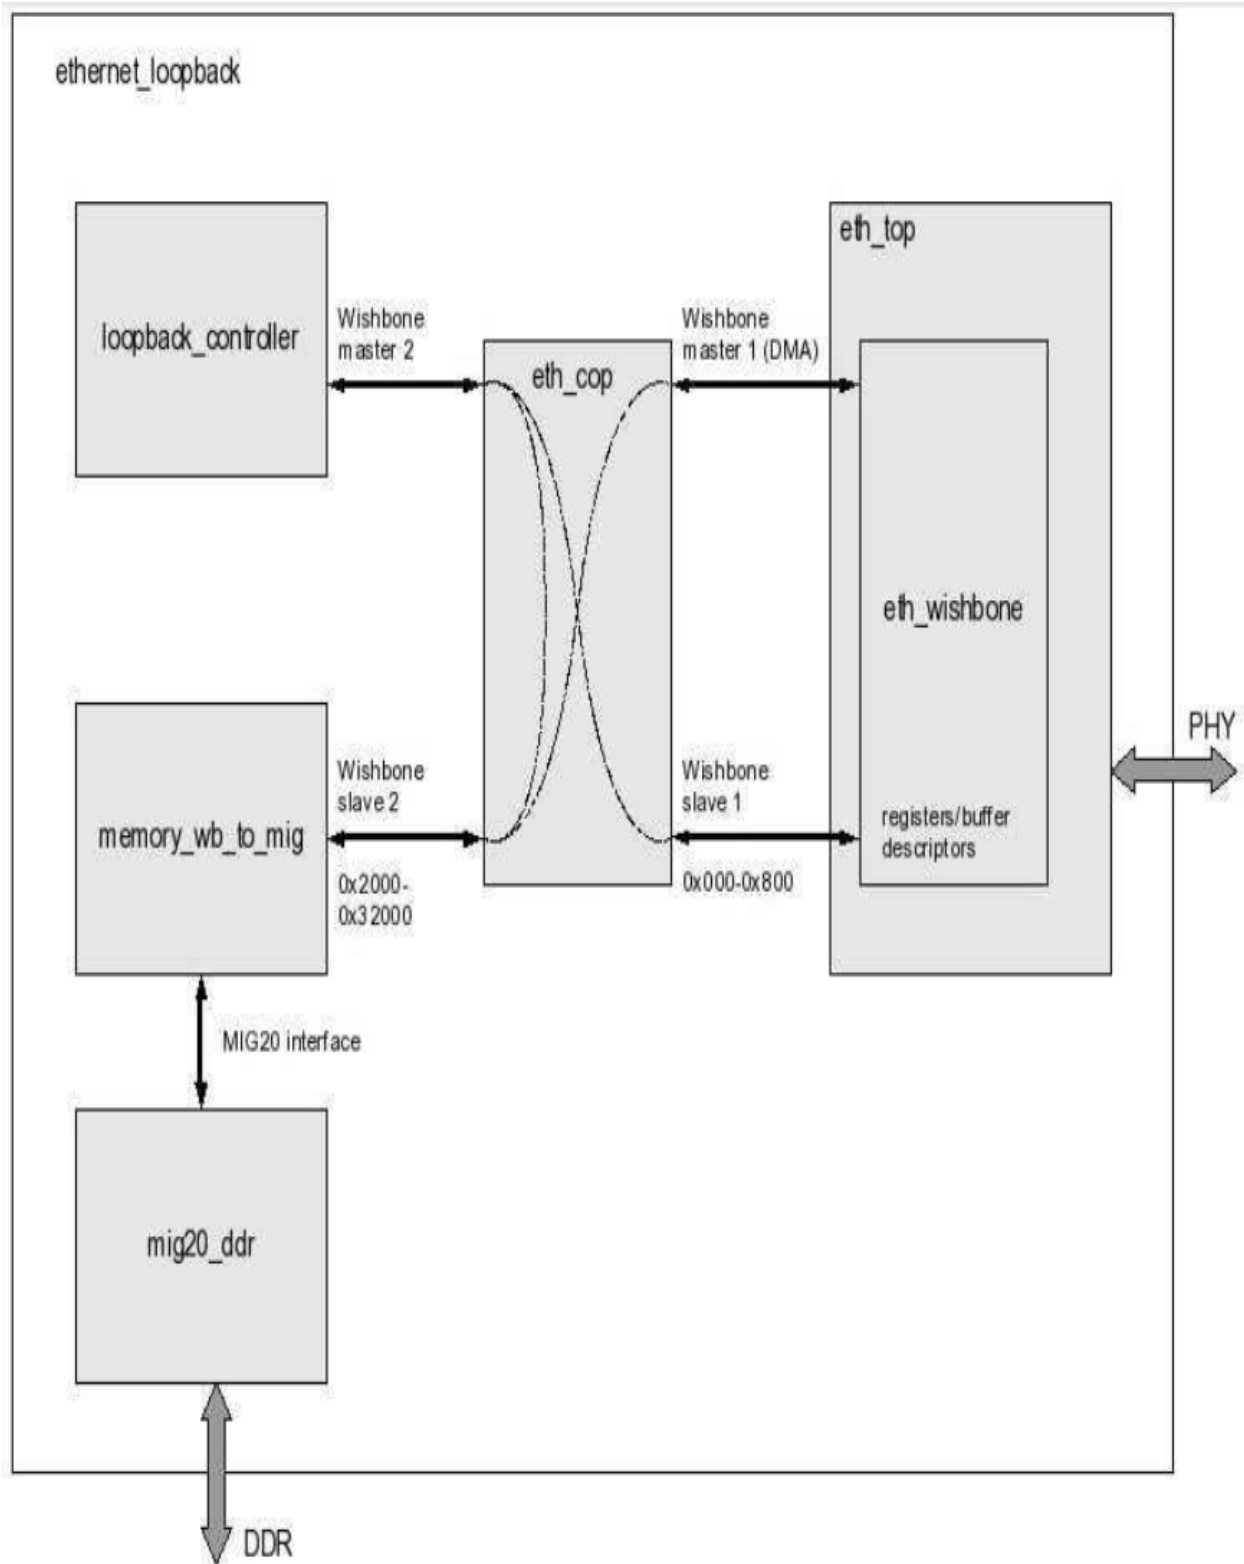 ethernet_loopback
eth_top
loopback_controller
Wishbone
master 2
eth_cop
Wishbone
master 1 (DMA)
eth_wishbone
PHY
memory_wb_to_mig
Wishbone
slave 2
0x2000-
0x32000
Wishbone
slave 1
0x000-0x800
registers/buffer
descriptors
MIG20 interface
mig20_ddr
DDR